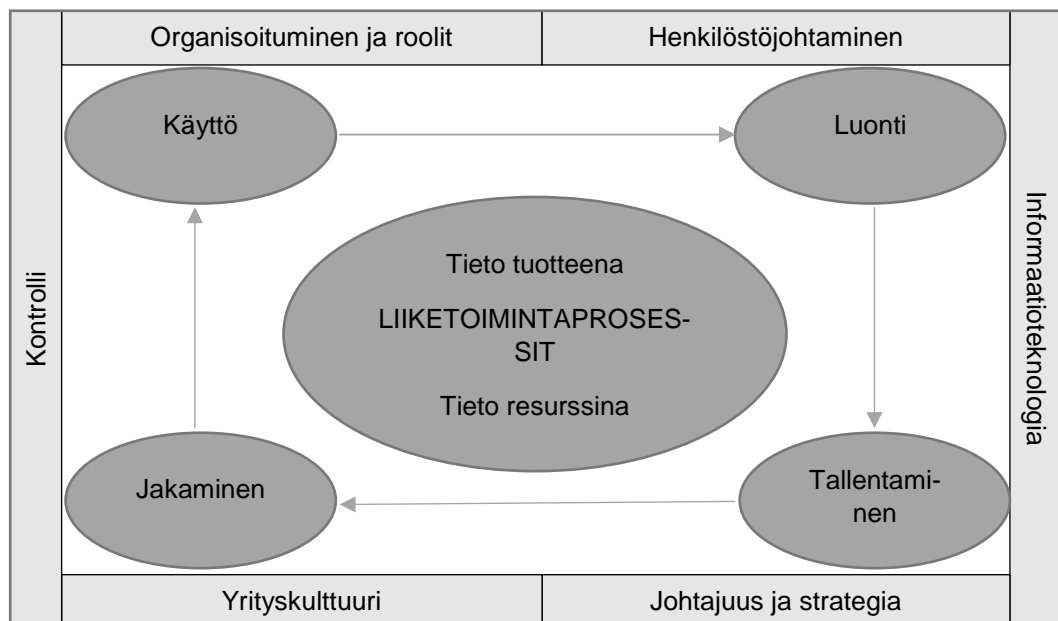 Organisoituminen ja roolit
Henkilöstöjohtaminen
Käyttö
Luonti
Kontrolli
Informaatioteknologia
Tieto tuotteena
LIIKETOIMINTAPROSES-
SIT
Tieto resurssina
Jakaminen
Tallentami-
nen
Yrityskulttuuri
Johtajuus ja strategia